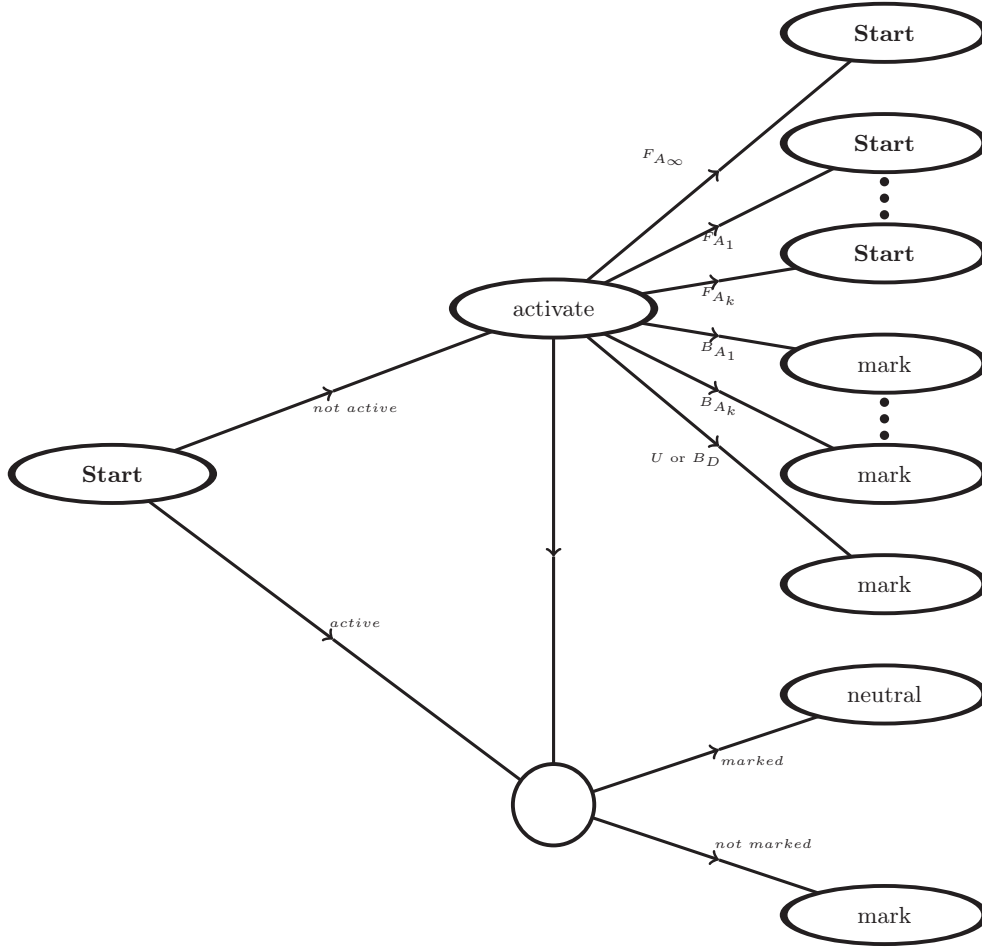 Start
Start
F_{A_∞}
F_{A_1}
Start
F_{A_k}
activate
B_{A_1}
mark
B_{A_k}
not active
U or B_D
Start
mark
mark
active
neutral
marked
not marked
mark